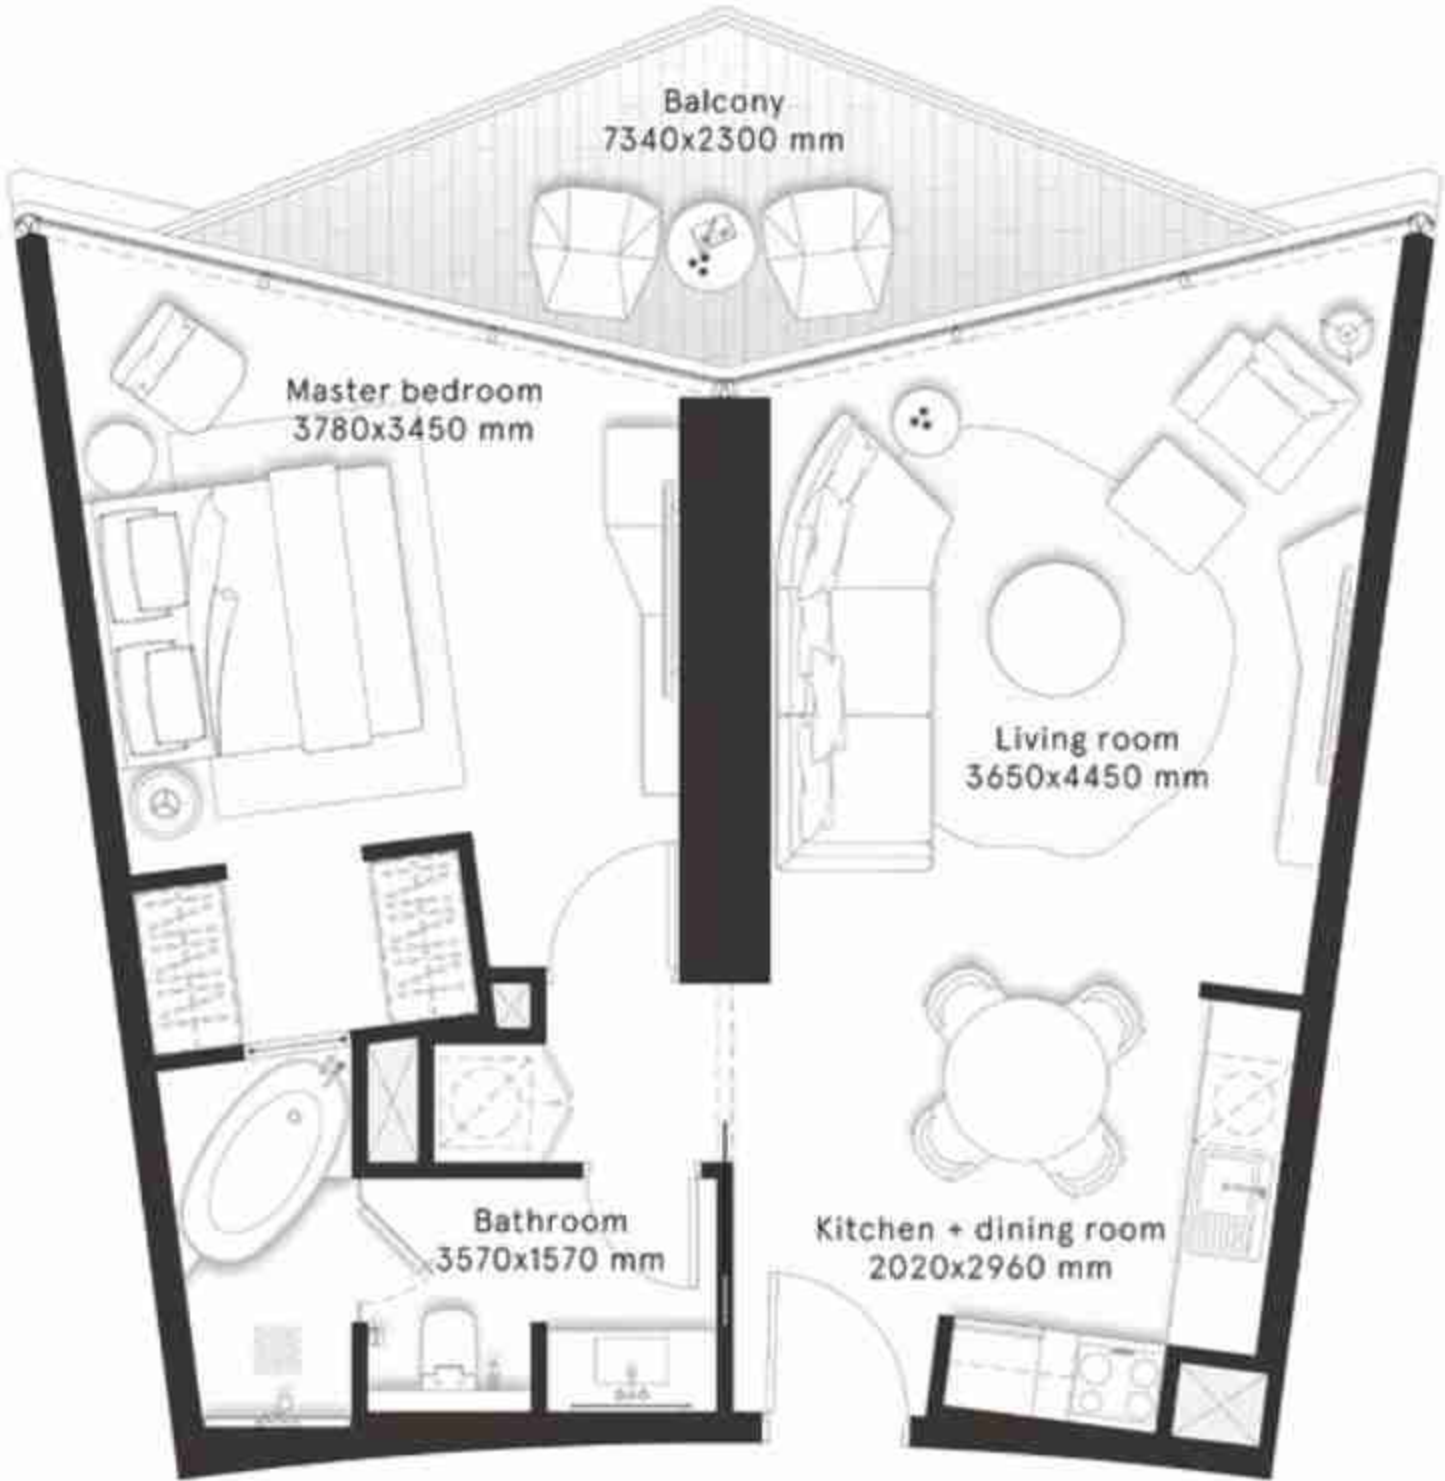 Balcony
7340x2300 mm
Master bedroom
3780x3450 mm
Living room
3650x4450 mm
Bathroom
3570x1570 mm
Kitchen + dining room
2020x2960 mm